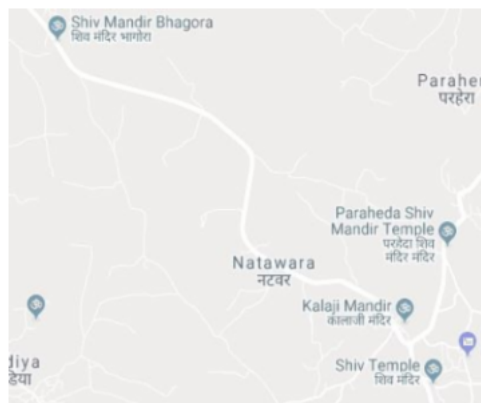 Shiv Mandir Bhagora
शिव मंदिर भागोरा
Parahe
परहेरा
Paraheda Shiv
Mandir Temple
परहेदा शिव
मंदिर मंदिर
Natawara
नटवर
Kalaji Mandir
कालाजी मंदिर
diya
डिया
Shiv Temple
शिव मंदिर